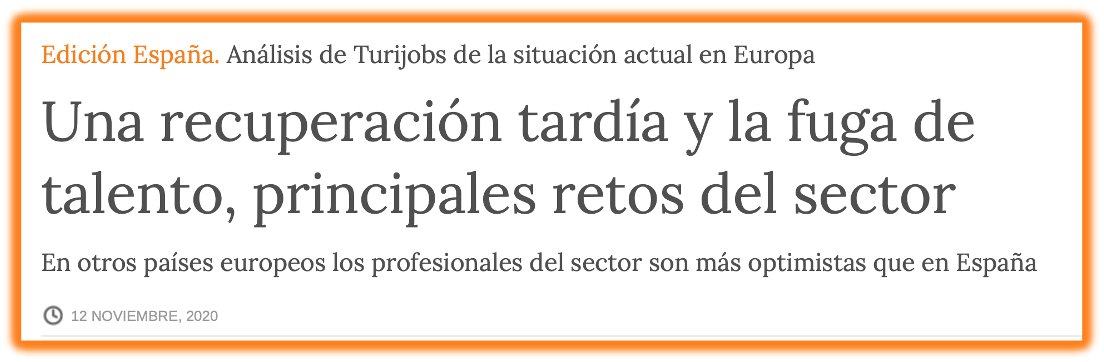 Edición España. Análisis de Turijobs de la situación actual en Europa
Una recuperación tardía y la fuga de
talento, principales retos del sector
En otros países europeos los profesionales del sector son más optimistas que en España
12 NOVIEMBRE, 2020